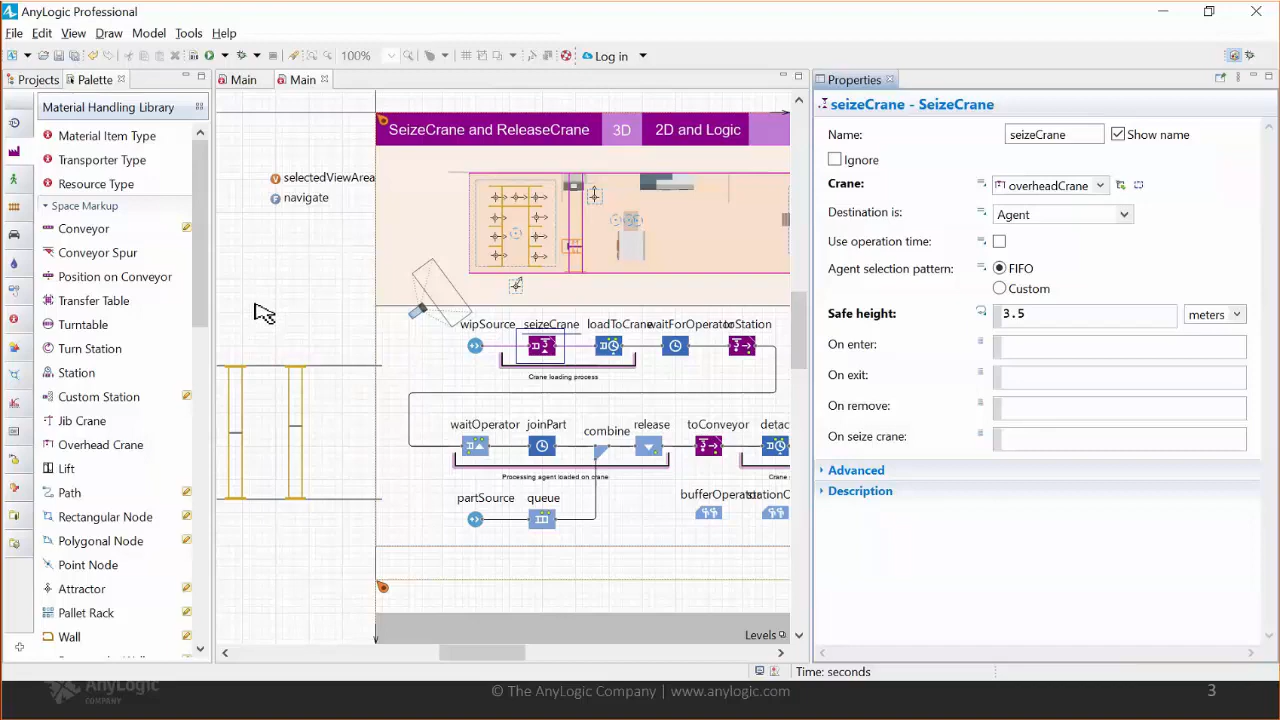 AnyLogic Professional
File Edit View Draw Model Tools Help
100% Log in
Projects Palette
Main
Main
Properties
Material Handling Library
Material Item Type
Transporter Type
Resource Type
Space Markup
Conveyor
Conveyor Spur
Position on Conveyor
Transfer Table
Turntable
Turn Station
Station
Custom Station
Jib Crane
Overhead Crane
Lift
Path
Rectangular Node
Polygonal Node
Point Node
Attractor
Pallet Rack
Wall
selectedViewArea
navigate
SeizeCrane and ReleaseCrane 3D 2D and Logic
wipSource seizeCrane loadToCrane waitForOperator toStation
Crane loading process
waitOperator joinPart combine release toConveyor detac
Processing agent loaded on crane
Crane
partSource queue
bufferOperator stationO
Levels
seizeCrane - SeizeCrane
Name: seizeCrane Show name
Ignore
Crane: overheadCrane
Destination is: Agent
Use operation time:
Agent selection pattern: FIFO
Custom
Safe height: 3.5 meters
On enter:
On exit:
On remove:
On seize crane:
Advanced
Description
Time: seconds
AnyLogic
COMPANY
© The AnyLogic Company | www.anylogic.com
3